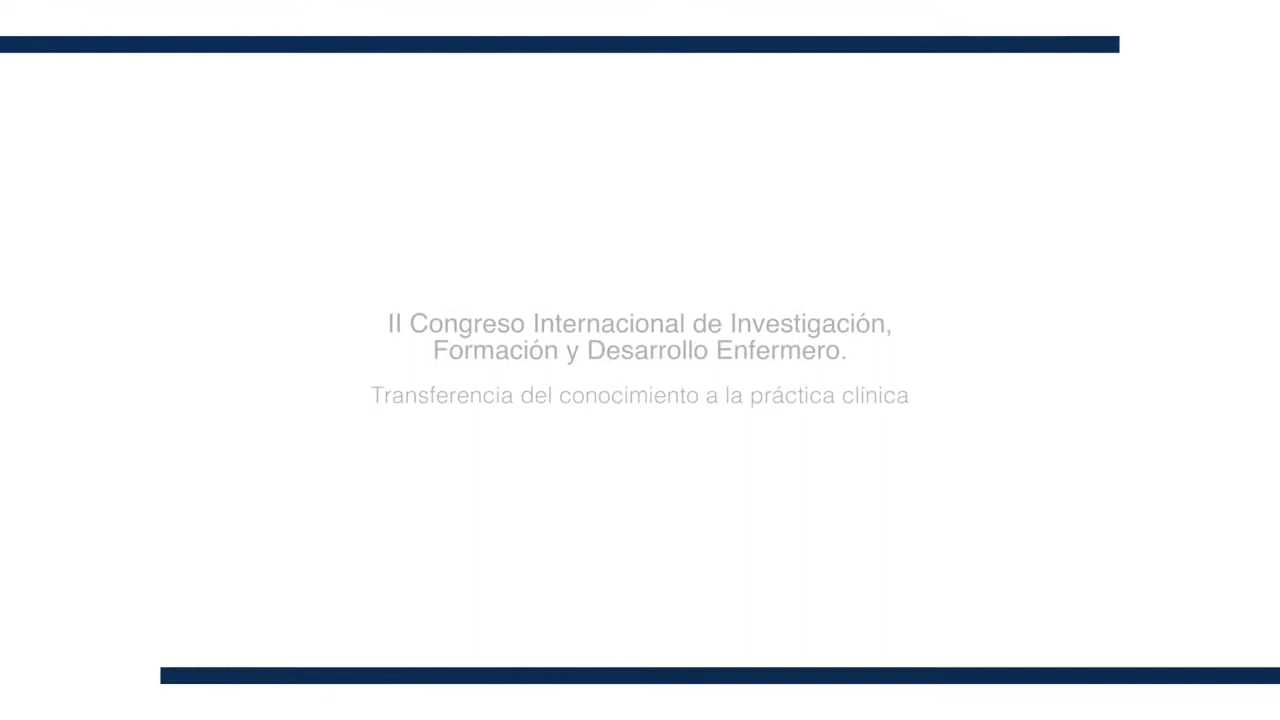 II Congreso Internacional de Investigación,
Formación y Desarrollo Enfermero.
Transferencia del conocimiento a la práctica clínica